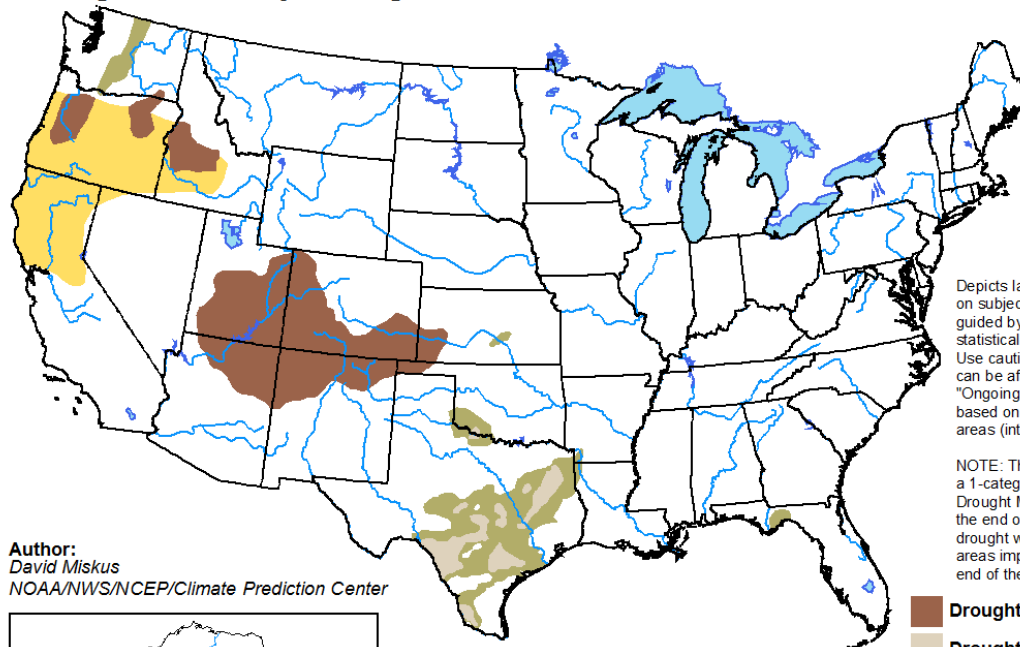 Depicts la
on subjec
guided by
statistical
Use cauti
can be af
"Ongoing
based on
areas (int
NOTE: Th
a 1-categ
Drought M
the end o
drought w
areas imp
end of the
Author:
David Miskus
NOAA/NWS/NCEP/Climate Prediction Center
Drought
Drought